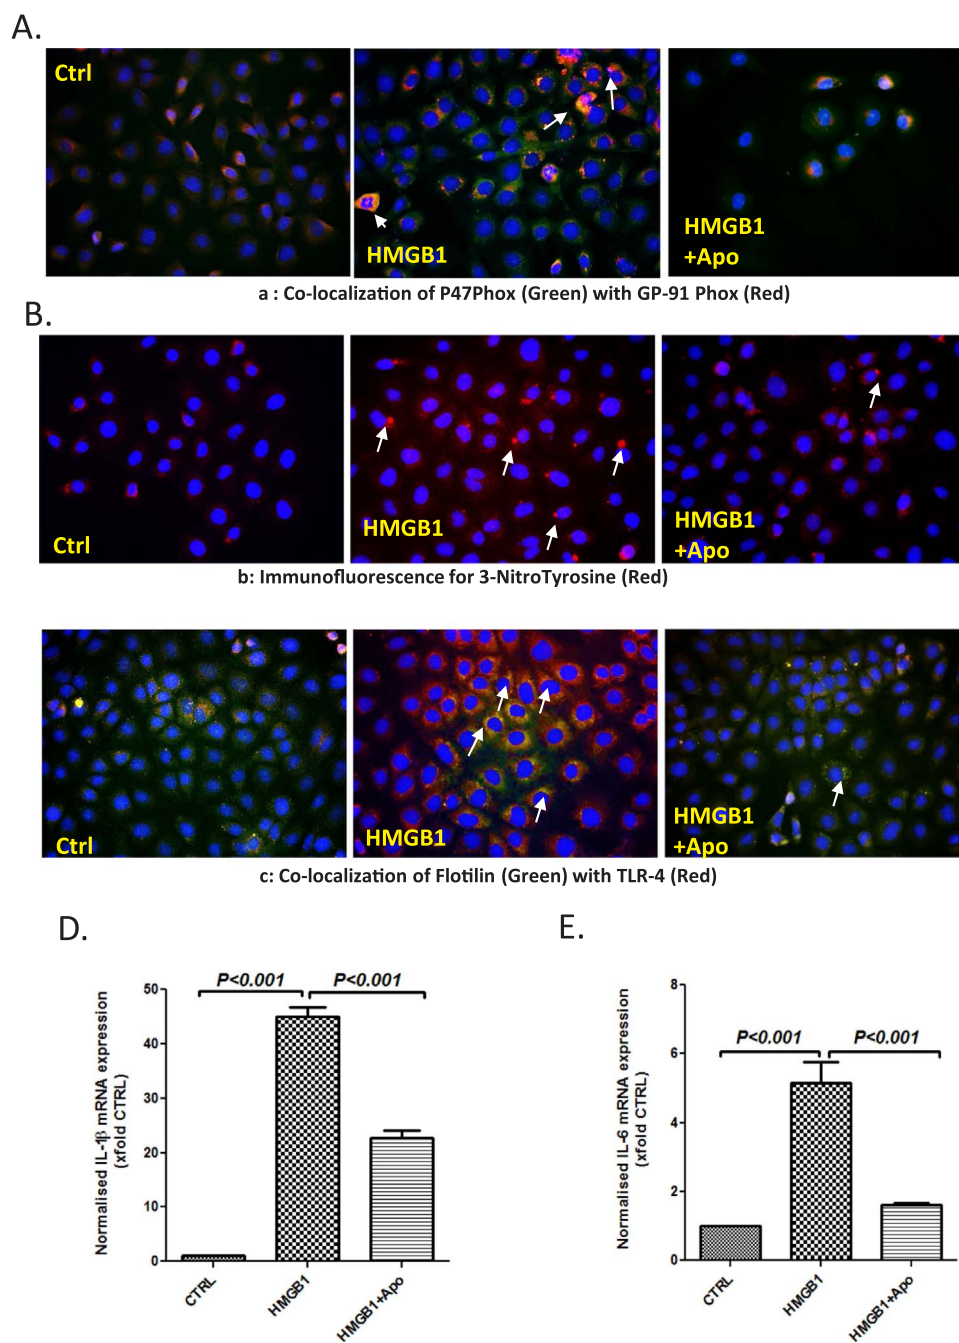 A.
Ctrl
HMGB1
HMGB1
+Apo
a : Co-localization of P47Phox (Green) with GP-91 Phox (Red)
B.
Ctrl
HMGB1
HMGB1
+Apo
b: Immunofluorescence for 3-NitroTyrosine (Red)
Ctrl
HMGB1
HMGB1
+Apo
c: Co-localization of Flotilin (Green) with TLR-4 (Red)
D.
P<0.001
P<0.001
Normalised IL-1β mRNA expression
(xfold CTRL)
50
40
30
20
10
0
CTRL
HMGB1
HMGB1+Apo
E.
P<0.001
P<0.001
Normalised IL-6 mRNA expression
(xfold CTRL)
8
6
4
2
0
CTRL
HMGB1
HMGB1+Apo